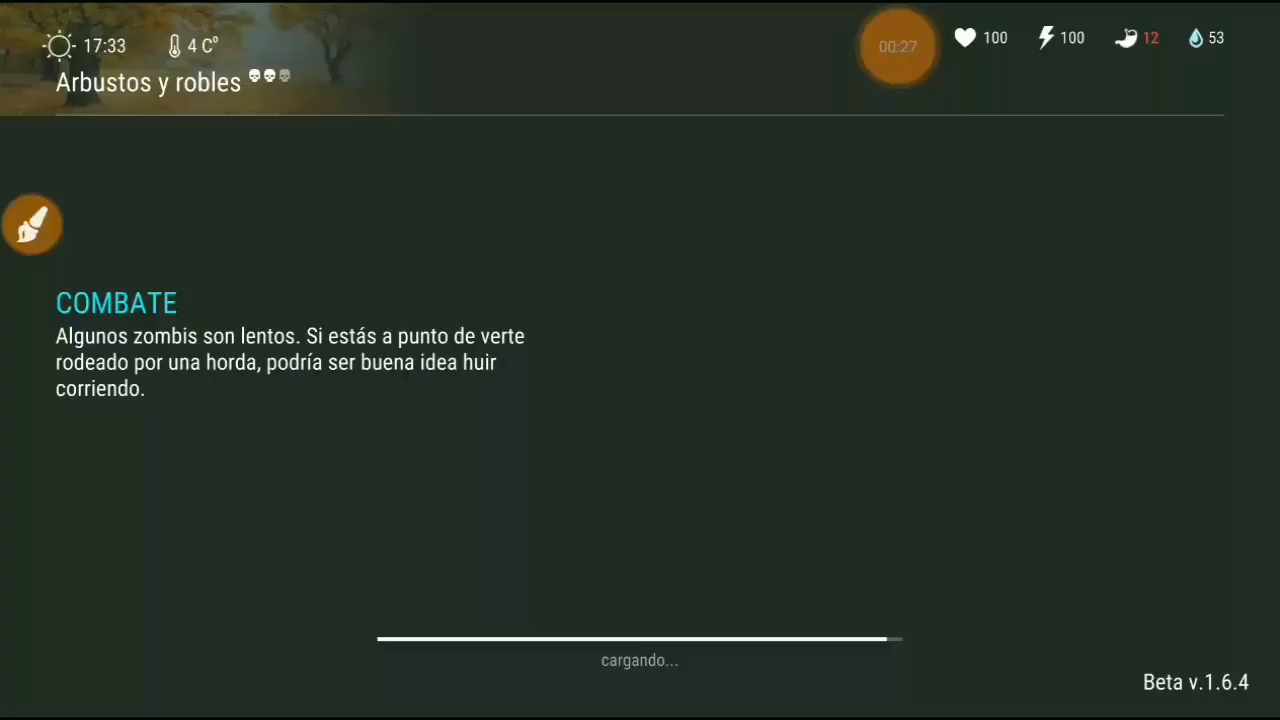 17:33 4 Cº
00:27
100 100 12 53
Arbustos y robles
COMBATE
Algunos zombis son lentos. Si estás a punto de verte
rodeado por una horda, podría ser buena idea huir
corriendo.
cargando...
Beta v.1.6.4